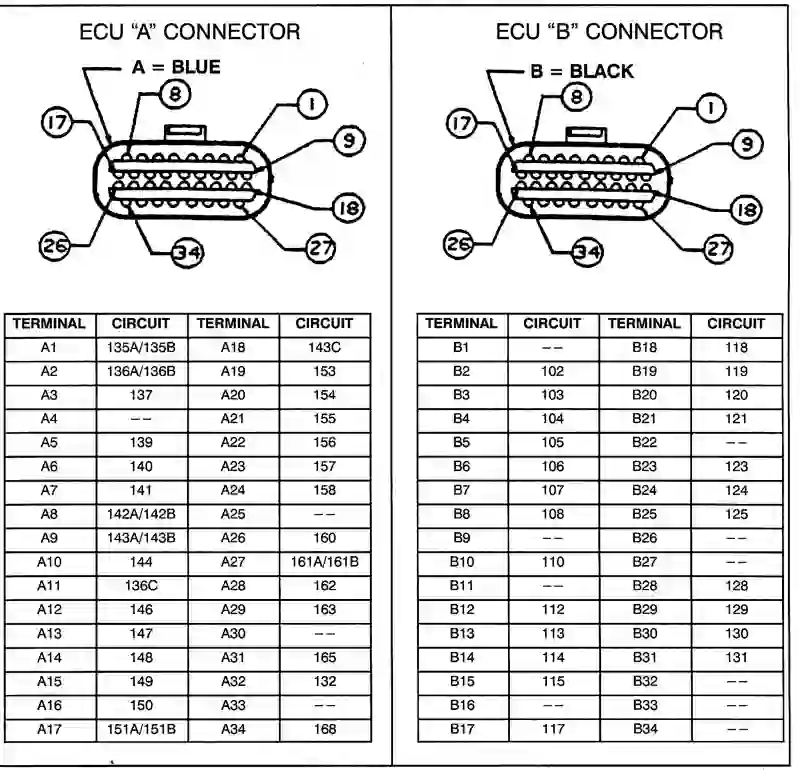 ECU “A” CONNECTOR
A = BLUE
8
1
17
9
18
26
34
27
TERMINAL CIRCUIT TERMINAL CIRCUIT
A1 135A/135B A18 143C
A2 136A/136B A19 153
A3 137 A20 154
A4 –– A21 155
A5 139 A22 156
A6 140 A23 157
A7 141 A24 158
A8 142A/142B A25 ––
A9 143A/143B A26 160
A10 144 A27 161A/161B
A11 136C A28 162
A12 146 A29 163
A13 147 A30 ––
A14 148 A31 165
A15 149 A32 132
A16 150 A33 ––
A17 151A/151B A34 168
ECU “B” CONNECTOR
B = BLACK
8
1
17
9
18
26
34
27
TERMINAL CIRCUIT TERMINAL CIRCUIT
B1 –– B18 118
B2 102 B19 119
B3 103 B20 120
B4 104 B21 121
B5 105 B22 ––
B6 106 B23 123
B7 107 B24 124
B8 108 B25 125
B9 –– B26 ––
B10 110 B27 ––
B11 –– B28 128
B12 112 B29 129
B13 113 B30 130
B14 114 B31 131
B15 115 B32 ––
B16 –– B33 ––
B17 117 B34 ––